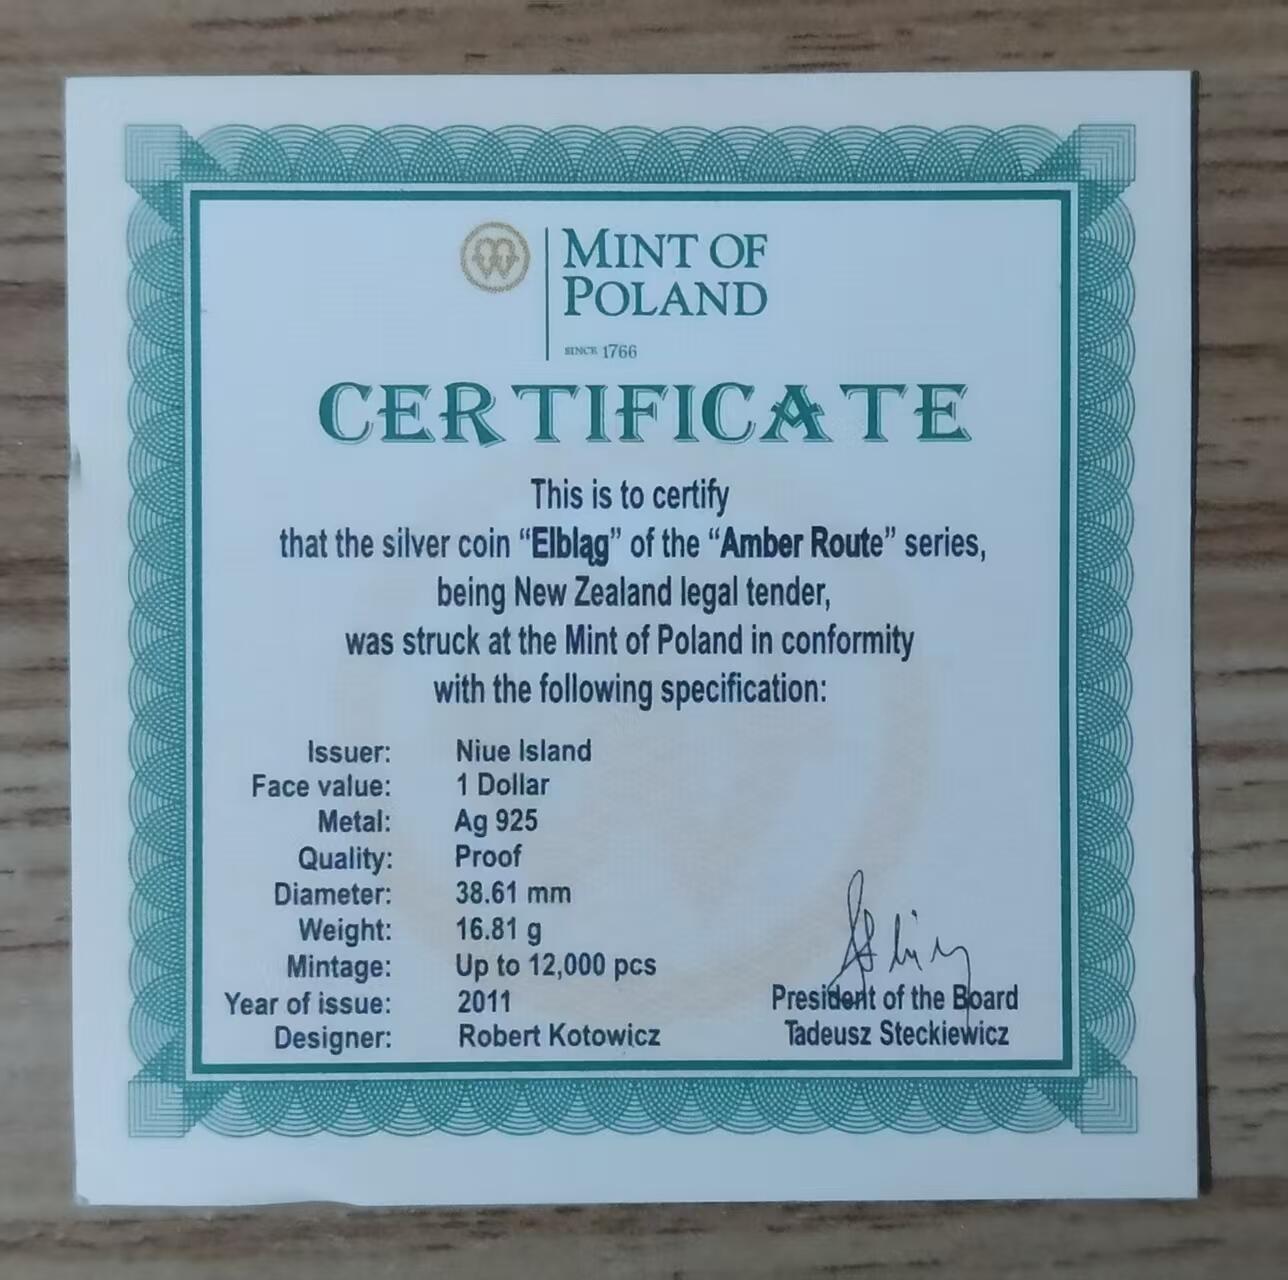 MINT OF
POLAND
SINCE 1766
CERTIFICATE
This is to certify
that the silver coin “Elbląg” of the “Amber Route” series,
being New Zealand legal tender,
was struck at the Mint of Poland in conformity
with the following specification:
Issuer: Niue Island
Face value: 1 Dollar
Metal: Ag 925
Quality: Proof
Diameter: 38.61 mm
Weight: 16.81 g
Mintage: Up to 12,000 pcs
Year of issue: 2011
Designer: Robert Kotowicz
President of the Board
Tadeusz Steckiewicz